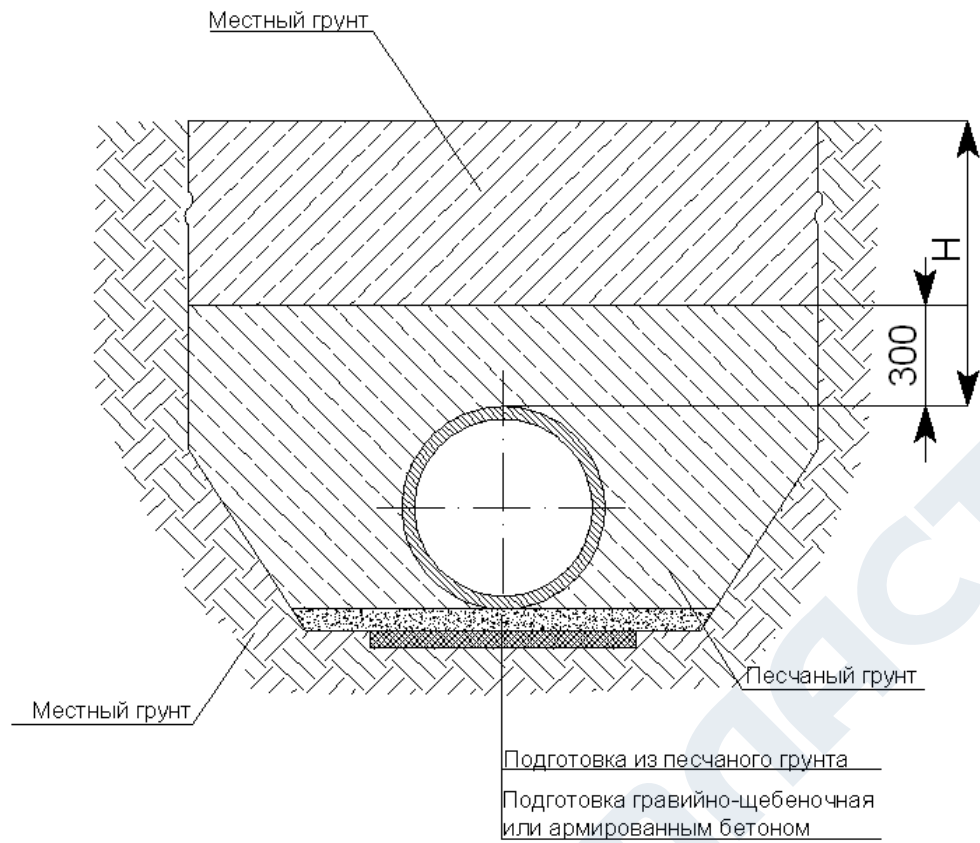 Местный грунт
H
300
Песчаный грунт
Местный грунт
Подготовка из песчаного грунта
Подготовка гравийно-щебеночная
или армированным бетоном